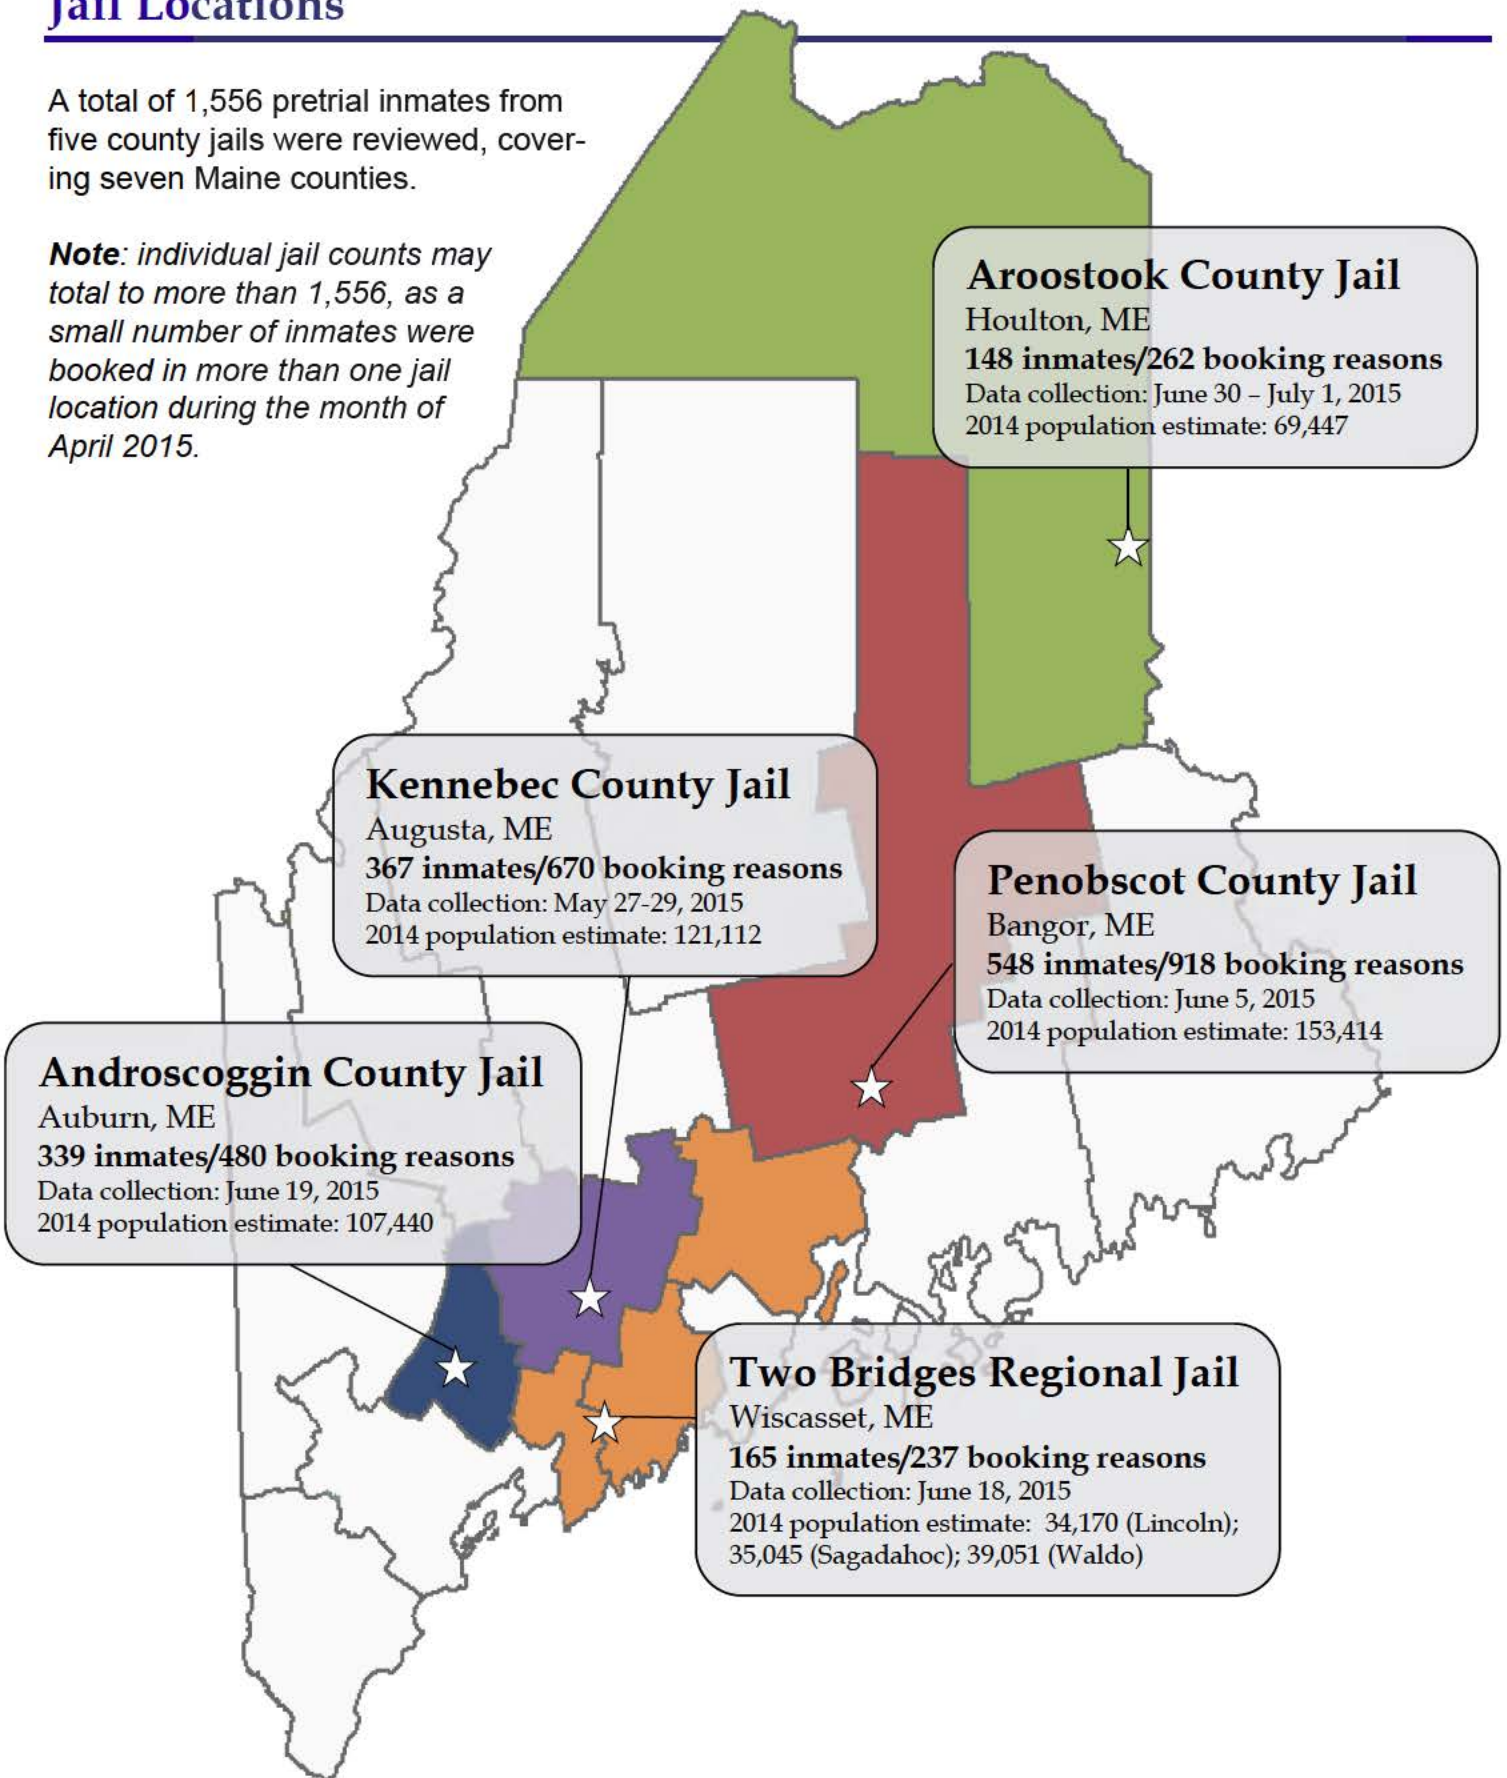 Jail Locations
A total of 1,556 pretrial inmates from
five county jails were reviewed, cover-
ing seven Maine counties.
Note: individual jail counts may
total to more than 1,556, as a
small number of inmates were
booked in more than one jail
location during the month of
April 2015.
Aroostook County Jail
Houlton, ME
148 inmates/262 booking reasons
Data collection: June 30 – July 1, 2015
2014 population estimate: 69,447
Kennebec County Jail
Augusta, ME
367 inmates/670 booking reasons
Data collection: May 27-29, 2015
2014 population estimate: 121,112
Penobscot County Jail
Bangor, ME
548 inmates/918 booking reasons
Data collection: June 5, 2015
2014 population estimate: 153,414
Androscoggin County Jail
Auburn, ME
339 inmates/480 booking reasons
Data collection: June 19, 2015
2014 population estimate: 107,440
Two Bridges Regional Jail
Wiscasset, ME
165 inmates/237 booking reasons
Data collection: June 18, 2015
2014 population estimate:  34,170 (Lincoln);
35,045 (Sagadahoc); 39,051 (Waldo)